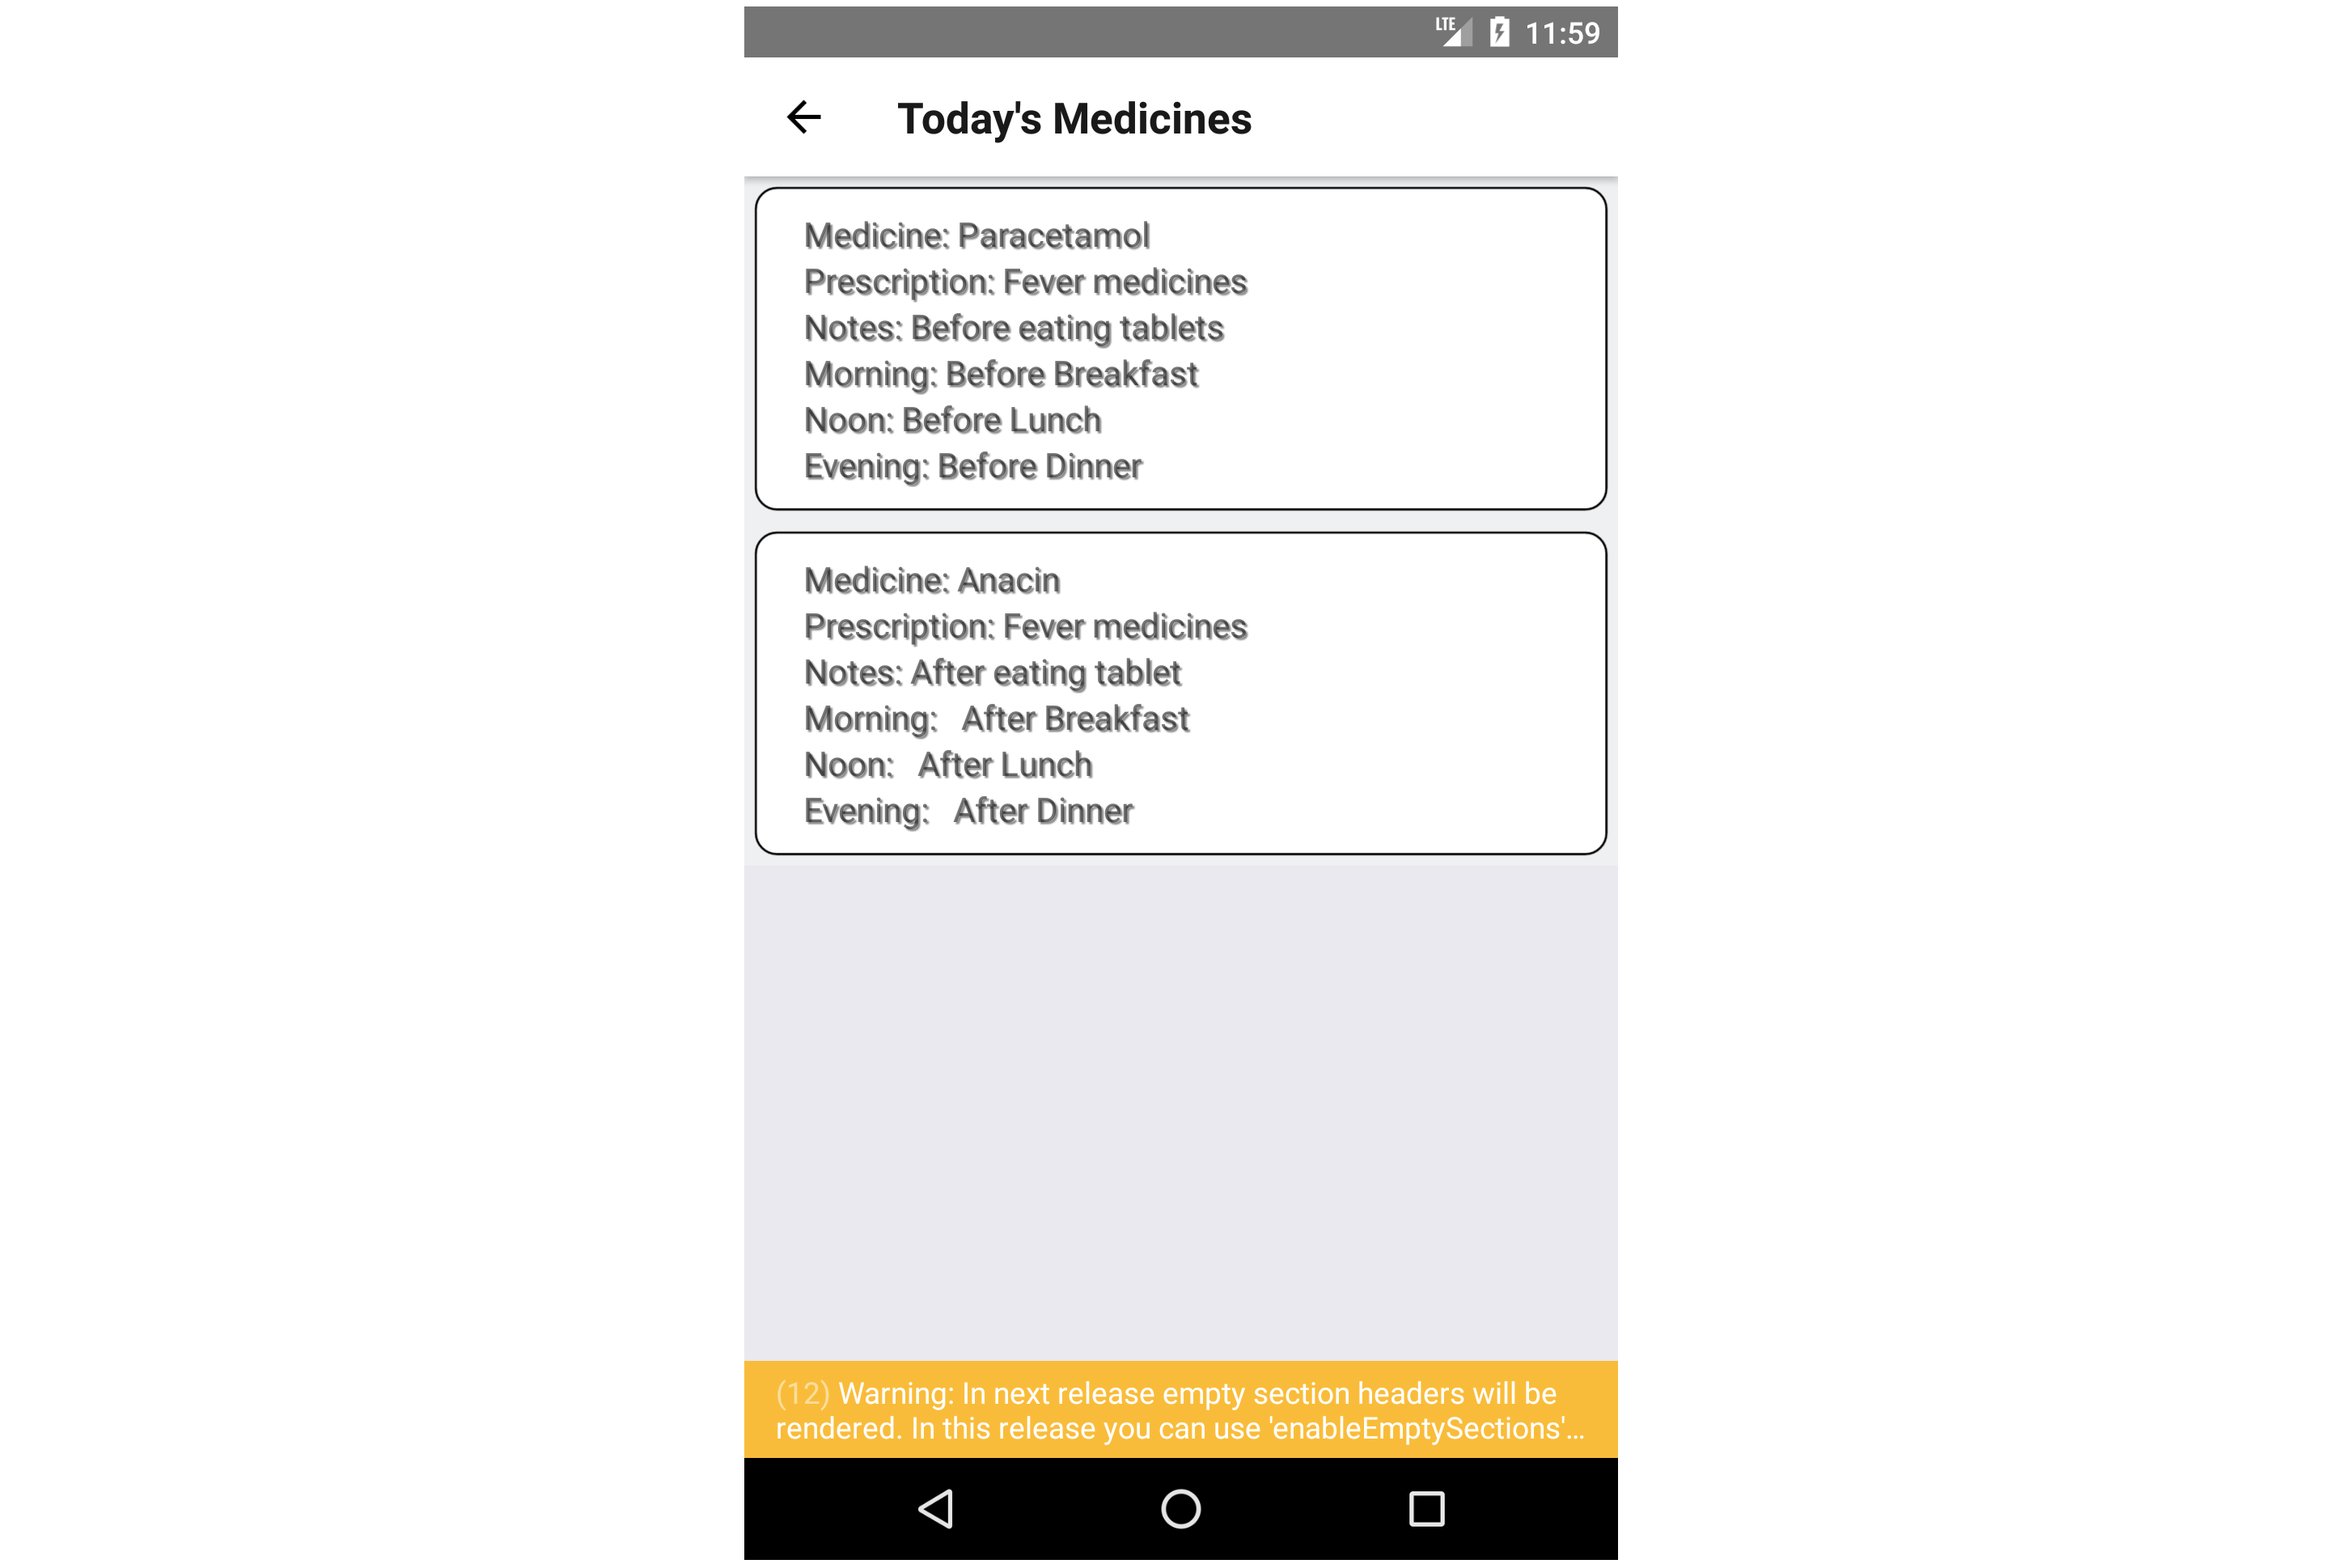 LTE 11:59
Today's Medicines
Medicine: Paracetamol
Prescription: Fever medicines
Notes: Before eating tablets
Morning: Before Breakfast
Noon: Before Lunch
Evening: Before Dinner
Medicine: Anacin
Prescription: Fever medicines
Notes: After eating tablet
Morning:   After Breakfast
Noon:   After Lunch
Evening:   After Dinner
(12) Warning: In next release empty section headers will be
rendered. In this release you can use 'enableEmptySections'...